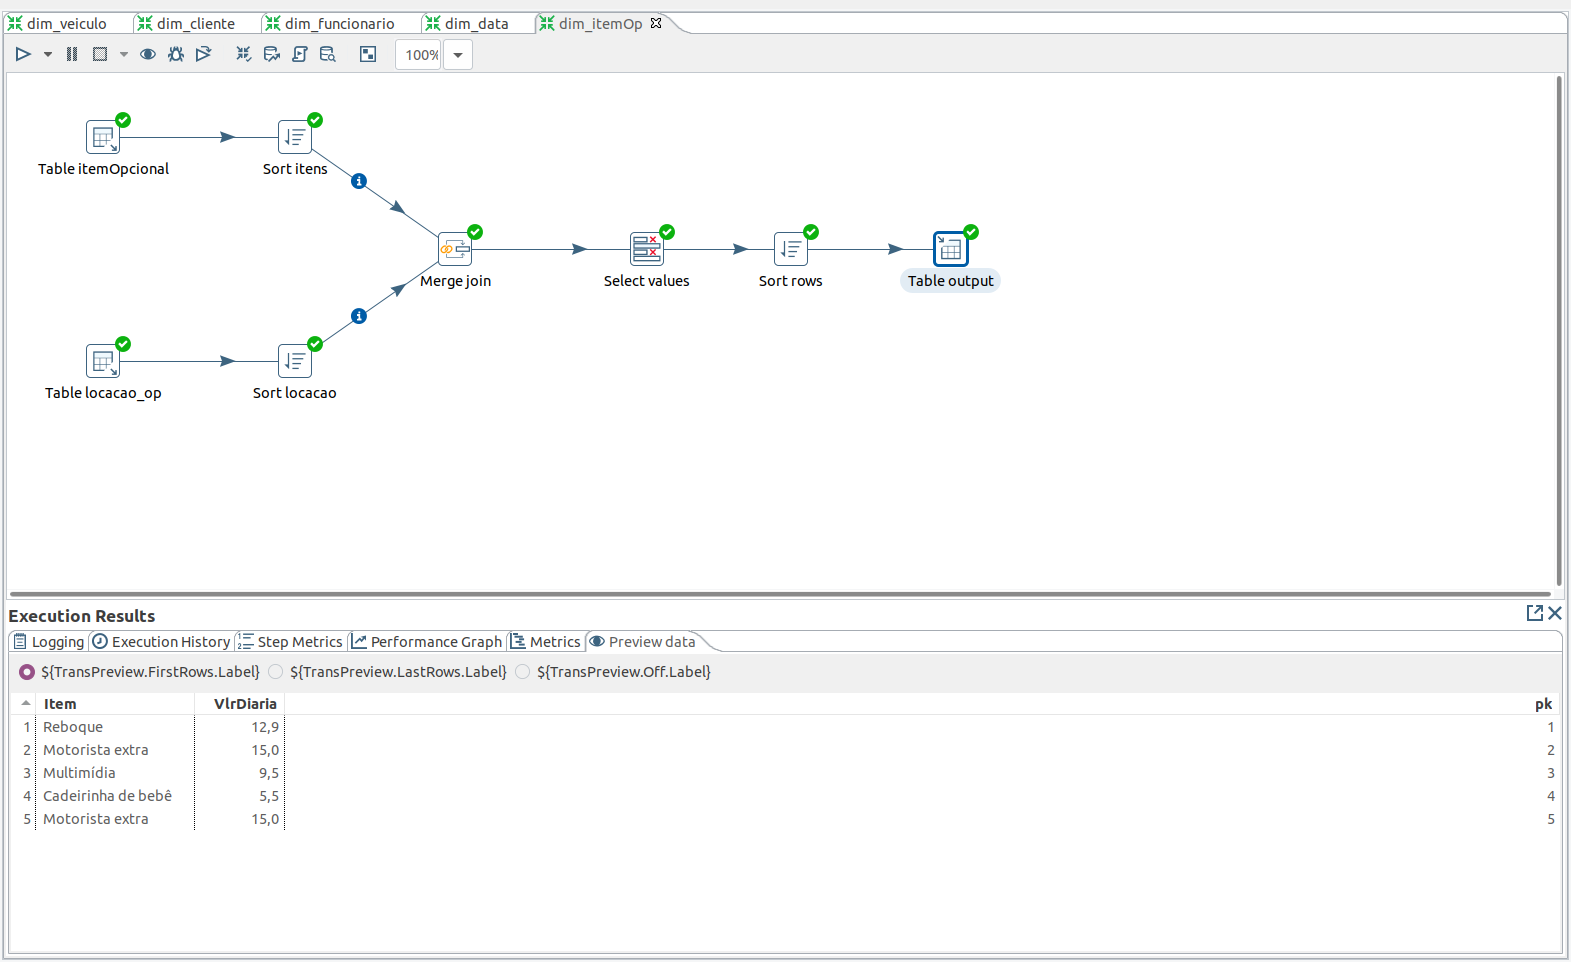 dim_veiculo dim_cliente dim_funcionario dim_data dim_itemOp
100%
Table itemOpcional Sort itens
Merge join Select values Sort rows Table output
Table locacao_op Sort locacao
Execution Results
Logging Execution History Step Metrics Performance Graph Metrics Preview data
${TransPreview.FirstRows.Label} ${TransPreview.LastRows.Label} ${TransPreview.Off.Label}
Item VlrDiaria pk
1 Reboque 12,9 1
2 Motorista extra 15,0 2
3 Multimídia 9,5 3
4 Cadeirinha de bebê 5,5 4
5 Motorista extra 15,0 5